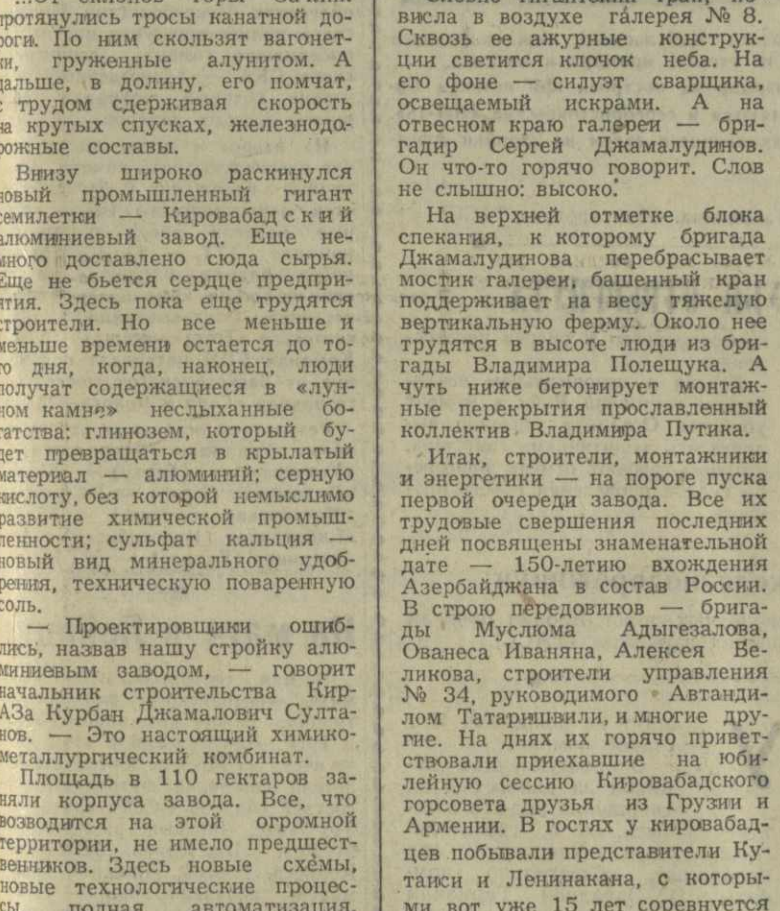 протянулись тросы канатной до-
роги. По ним скользят вагонет-
ки, груженные алунитом. А
дальше, в долину, его помчат,
с трудом сдерживая скорость
на крутых спусках, железнодо-
рожные составы.
Внизу широко раскинулся
новый промышленный гигант
семилетки — Кировабадский
алюминиевый завод. Еще не-
много доставлено сюда сырья.
Еще не бьется сердце предпри-
ятия. Здесь пока еще трудятся
строители. Но все меньше и
меньше времени остается до то-
го дня, когда, наконец, люди
получат содержащиеся в «лун-
ном камне» неслыханные бо-
гатства: глинозем, который бу-
дет превращаться в крылатый
материал — алюминий; серную
кислоту, без которой немыслимо
развитие химической промыш-
ленности; сульфат кальция —
новый вид минерального удоб-
рения, техническую поваренную
соль.
— Проектировщики ошиб-
лись, назвав нашу стройку алю-
миниевым заводом, — говорит
начальник строительства Кир-
АЗа Курбан Джамалович Султа-
нов. — Это настоящий химико-
металлургический комбинат.
Площадь в 110 гектаров за-
няли корпуса завода. Все, что
возводится на этой огромной
территории, не имело предшест-
венников. Здесь новые схемы,
новые технологические процес-
сы полная автоматизация.
висла в воздухе галерея № 8.
Сквозь ее ажурные конструк-
ции светится клочок неба. На
его фоне — силуэт сварщика,
освещаемый искрами. А на
отвесном краю галереи — бри-
гадир Сергей Джамалудинов.
Он что-то горячо говорит. Слов
не слышно: высоко.
На верхней отметке блока
спекания, к которому бригада
Джамалудинова перебрасывает
мостик галереи, башенный кран
поддерживает на весу тяжелую
вертикальную ферму. Около нее
трудятся в высоте люди из бри-
гады Владимира Полещука. А
чуть ниже бетонирует монтаж-
ные перекрытия прославленный
коллектив Владимира Путика.
Итак, строители, монтажники
и энергетики — на пороге пуска
первой очереди завода. Все их
трудовые свершения последних
дней посвящены знаменательной
дате — 150-летию вхождения
Азербайджана в состав России.
В строю передовиков — брига-
ды Муслюма Адыгезалова,
Ованеса Иваняна, Алексея Ве-
ликова, строители управления
№ 34, руководимого Автанди-
лом Татаришвили, и многие дру-
гие. На днях их горячо привет-
ствовали приехавшие на юби-
лейную сессию Кировабадского
горсовета друзья из Грузии и
Армении. В гостях у кировабад-
цев побывали представители Ку-
таиси и Ленинакана, с которы-
ми вот уже 15 лет соревнуется